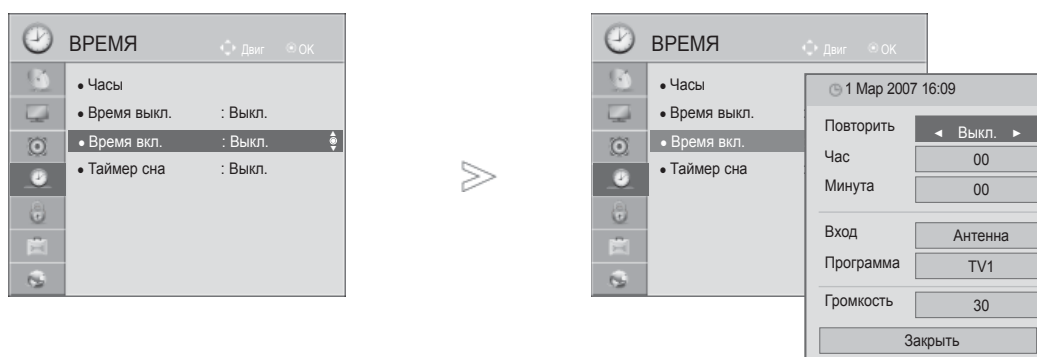 ВРЕМЯ Двиг OK
• Часы
• Время выкл. : Выкл.
• Время вкл. : Выкл.
• Таймер сна : Выкл.
ВРЕМЯ Двиг OK
• Часы
• Время выкл. :
• Время вкл.
• Таймер сна :
1 Мар 2007 16:09
Повторить ◄ Выкл. ►
Час 00
Минута 00
Вход Антенна
Программа TV1
Громкость 30
Закрыть